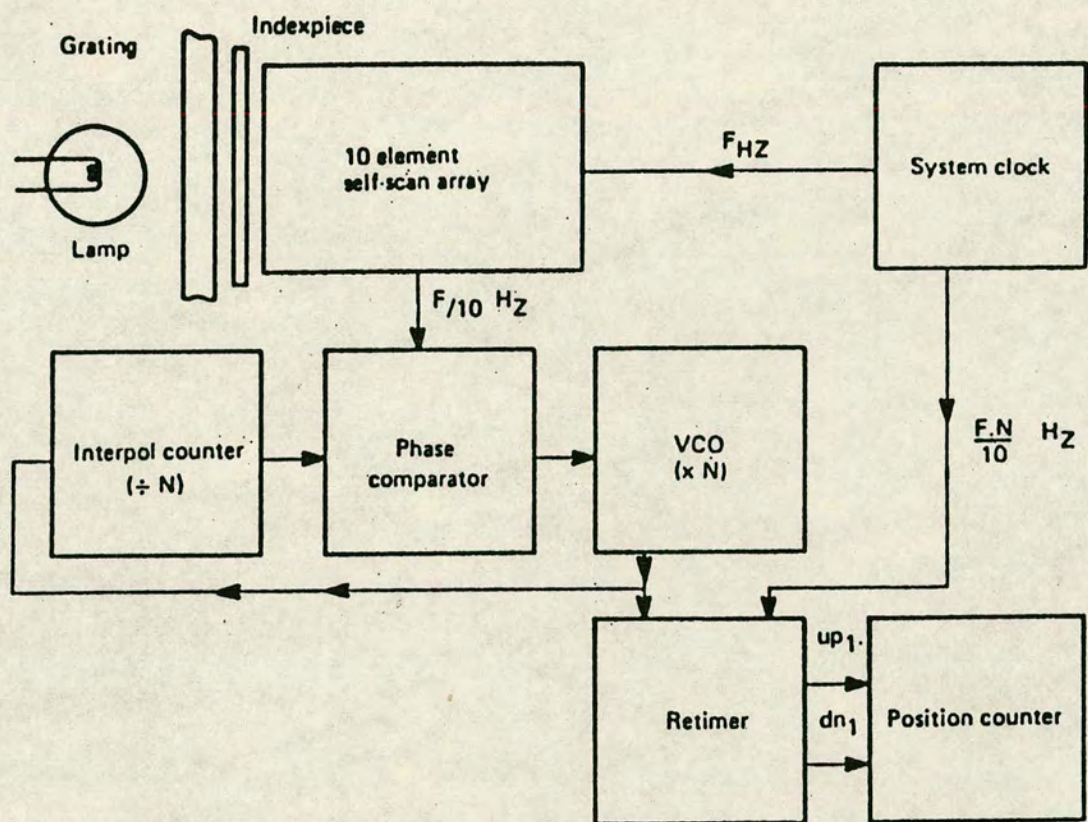 Indexpiece
Grating
10 element
self-scan array
System clock
F HZ
Lamp
F/10 HZ
Interpol counter
(÷ N)
Phase
comparator
VCO
(x N)
F.N
10
HZ
up1.
dn1
Retimer
Position counter